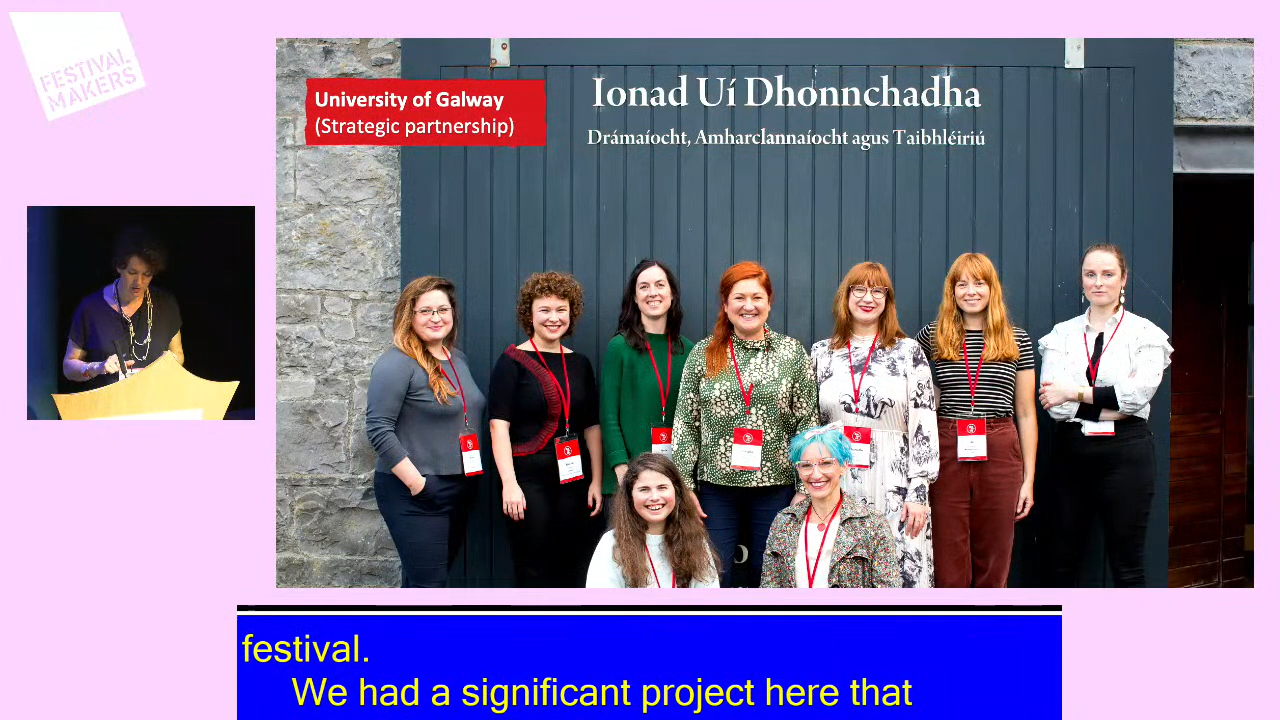 FESTIVAL
MAKERS
University of Galway
(Strategic partnership)
Ionad Uí Dhonnchadha
Drámaíocht, Amharclannaíocht agus Taibhléiriú
festival.
We had a significant project here that